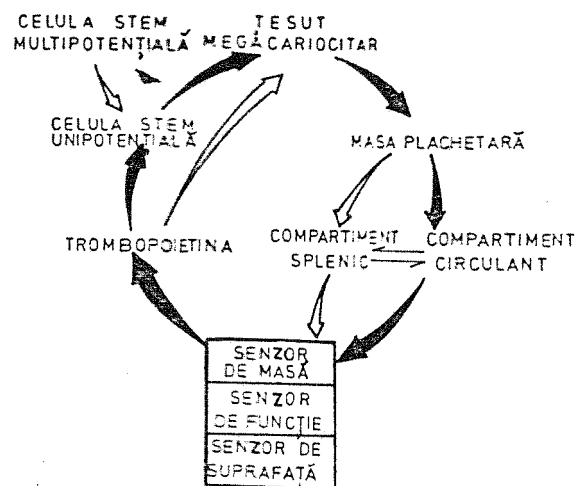 CELULA STEM
MULTIPOTENȚIALĂ
ȚESUT
MEGACARIOCITAR
CELULA STEM
UNIPOTENȚIALĂ
MASA PLACHETARĂ
TROMBOPOIETINA
COMPARTIMENT
SPLENIC
COMPARTIMENT
CIRCULANT
SENZOR
DE MASĂ
SENZOR
DE FUNCȚIE
SENZOR DE
SUPRAFAȚĂ